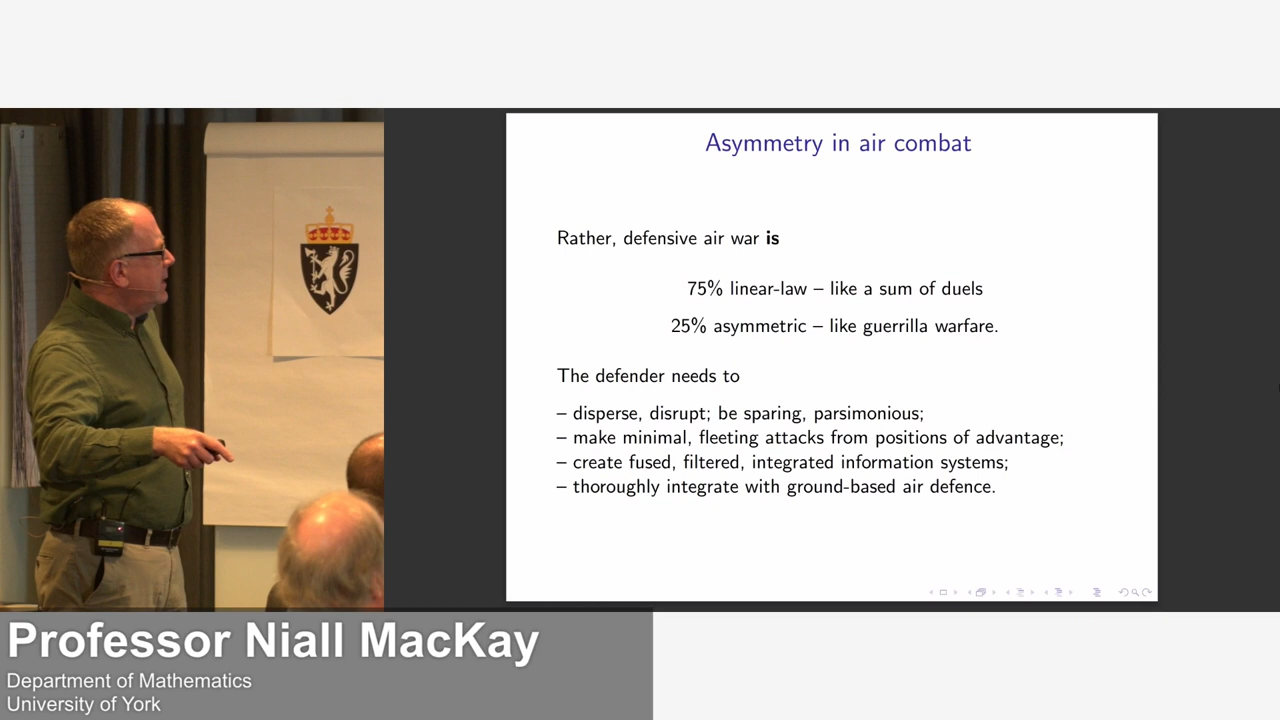 Asymmetry in air combat
Rather, defensive air war is
75% linear-law – like a sum of duels
25% asymmetric – like guerrilla warfare.
The defender needs to
– disperse, disrupt; be sparing, parsimonious;
– make minimal, fleeting attacks from positions of advantage;
– create fused, filtered, integrated information systems;
– thoroughly integrate with ground-based air defence.
Professor Niall MacKay
Department of Mathematics
University of York